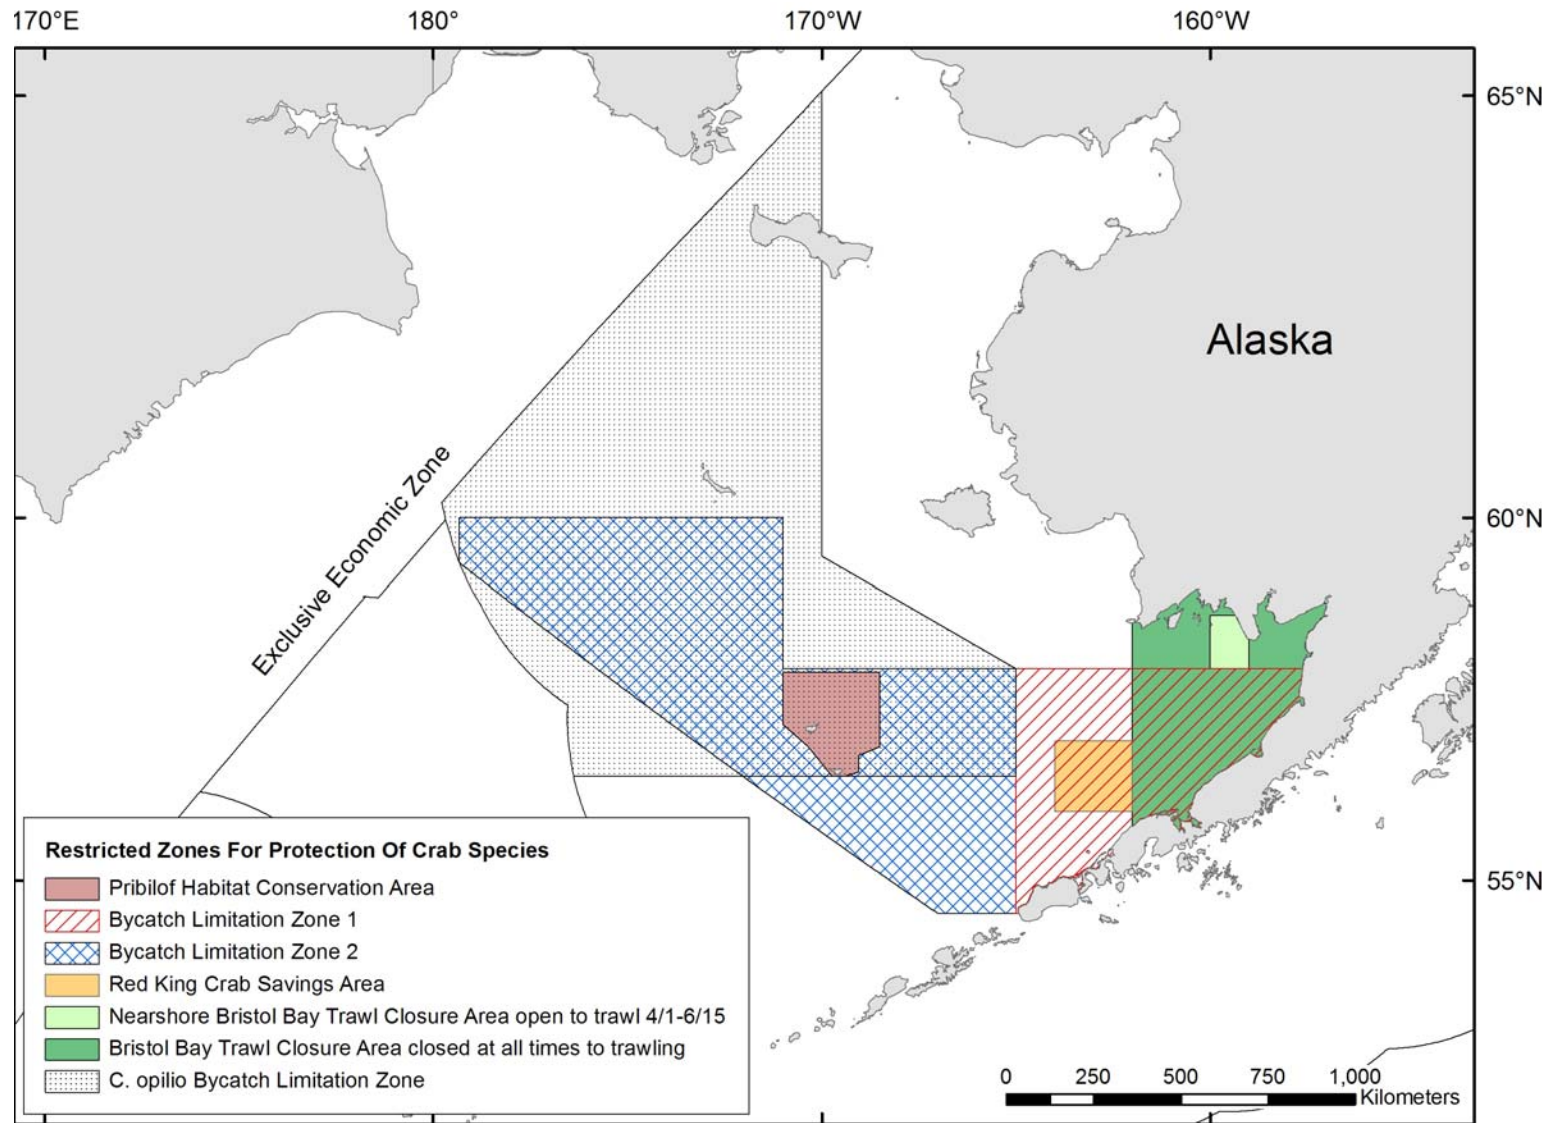 170°E 180° 170°W 160°W
65°N
Alaska
Exclusive Economic Zone
60°N
55°N
Restricted Zones For Protection Of Crab Species
Pribilof Habitat Conservation Area
Bycatch Limitation Zone 1
Bycatch Limitation Zone 2
Red King Crab Savings Area
Nearshore Bristol Bay Trawl Closure Area open to trawl 4/1-6/15
Bristol Bay Trawl Closure Area closed at all times to trawling
C. opilio Bycatch Limitation Zone
0 250 500 750 1,000
Kilometers